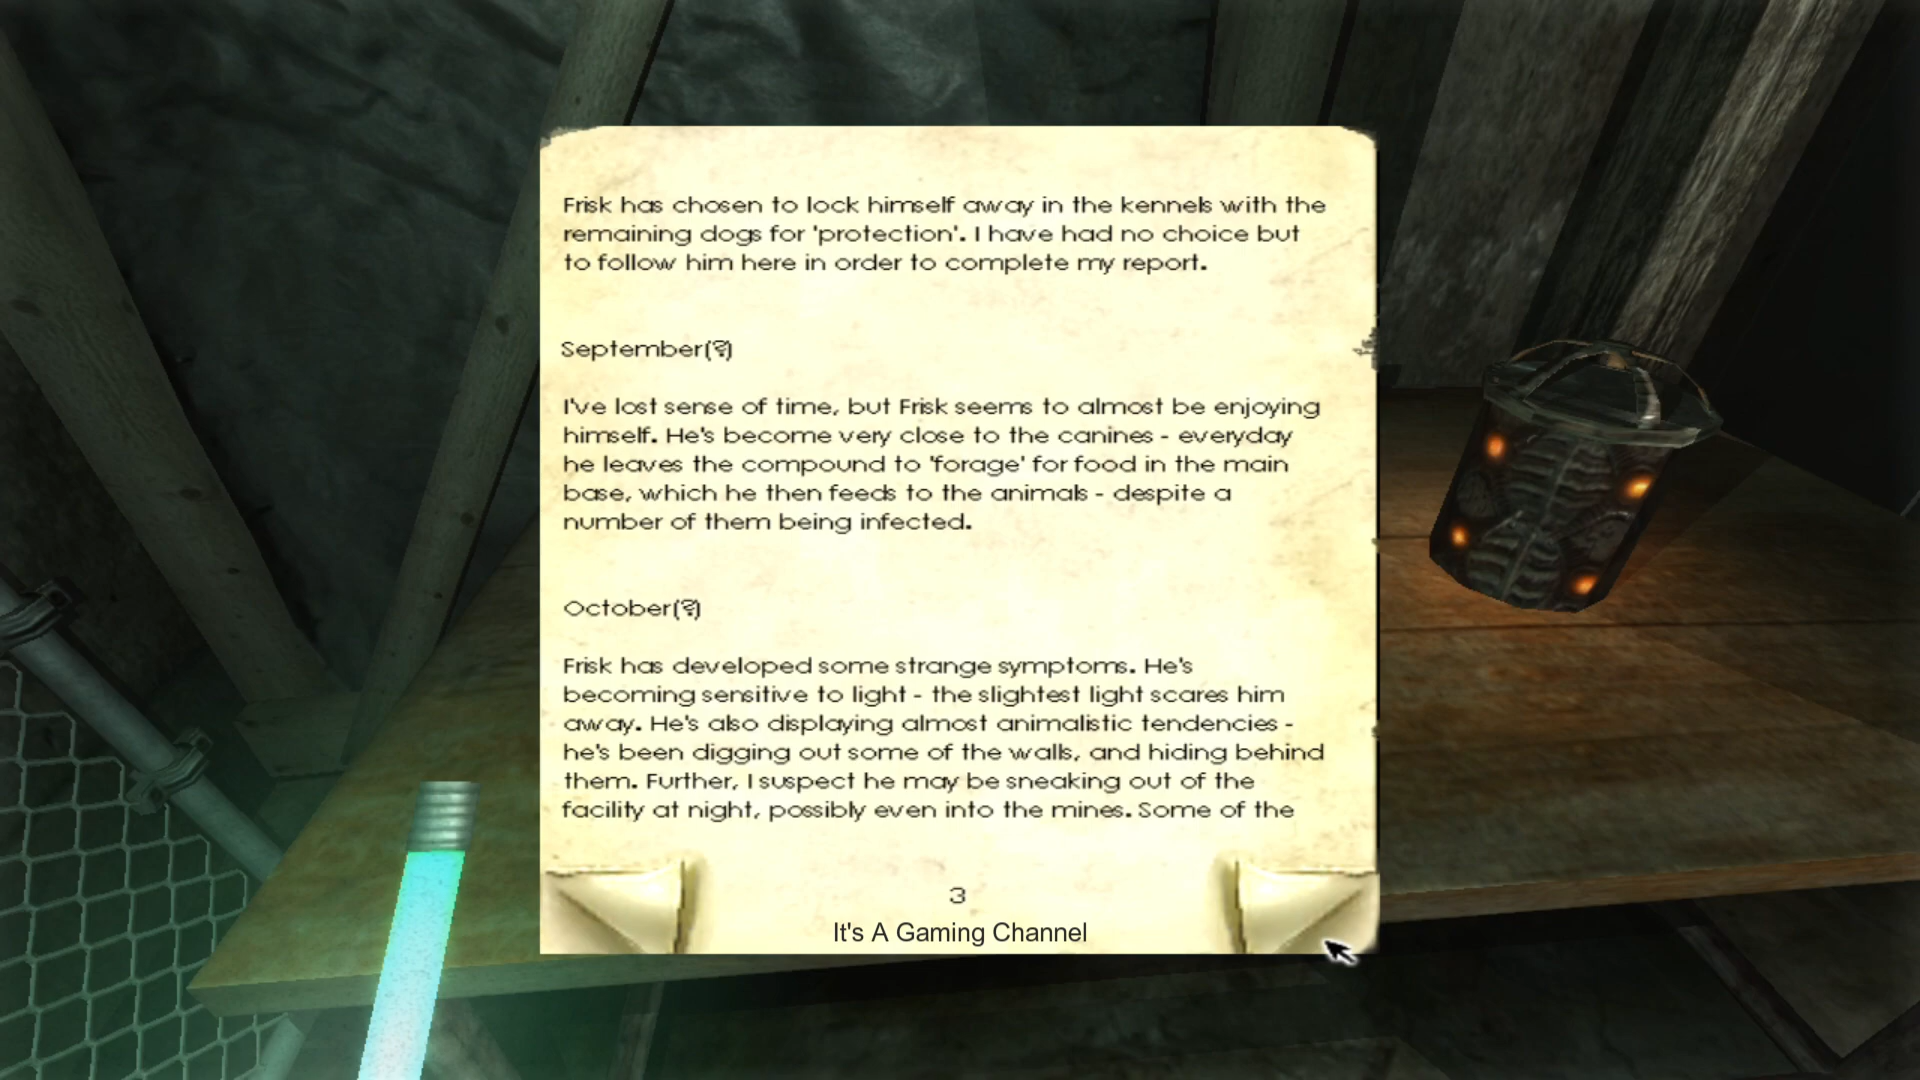 Frisk has chosen to lock himself away in the kennels with the
remaining dogs for 'protection'. I have had no choice but
to follow him here in order to complete my report.
September(?)
I've lost sense of time, but Frisk seems to almost be enjoying
himself. He's become very close to the canines - everyday
he leaves the compound to 'forage' for food in the main
base, which he then feeds to the animals - despite a
number of them being infected.
October(?)
Frisk has developed some strange symptoms. He's
becoming sensitive to light - the slightest light scares him
away. He's also displaying almost animalistic tendencies -
he's been digging out some of the walls, and hiding behind
them. Further, I suspect he may be sneaking out of the
facility at night, possibly even into the mines. Some of the
3
It's A Gaming Channel